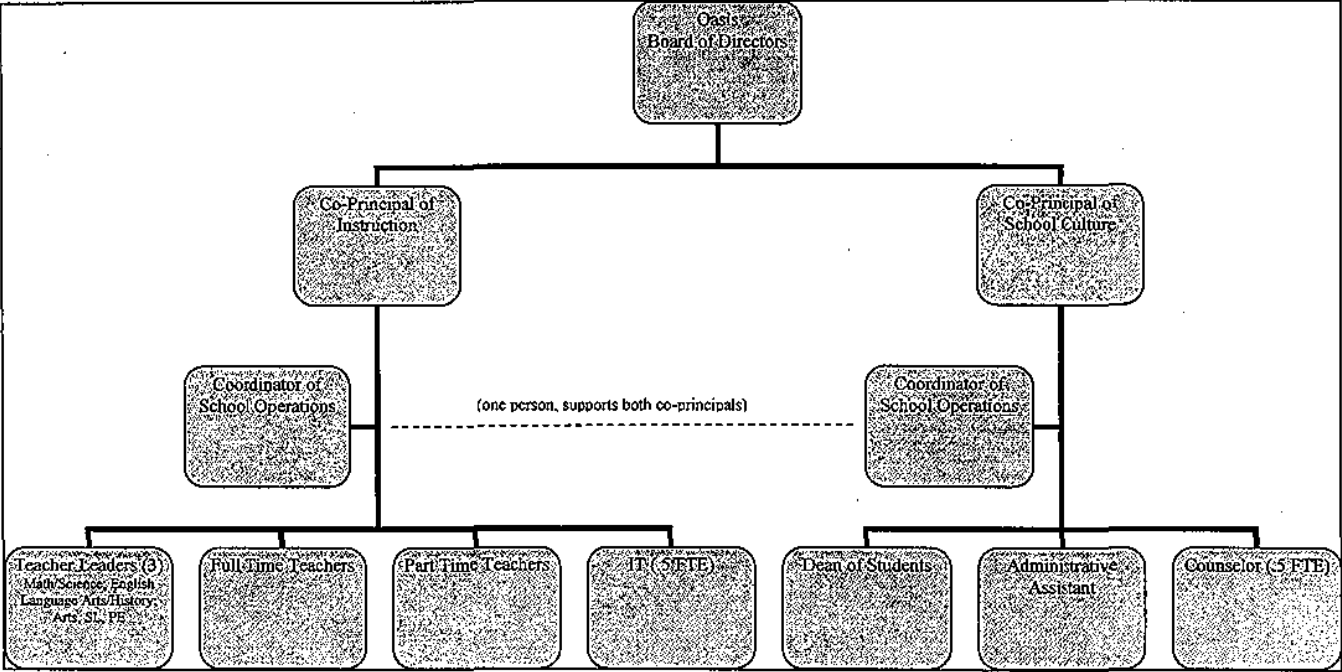 Oasis
Board of Directors
Co-Principal of
Instruction
Co-Principal of
School Culture
Coordinator of
School Operations
(one person, supports both co-principals)
Coordinator of
School Operations
Teacher Leaders (3)
Math/Science, English
Language Arts/History,
Arts, SL, PE
Full Time Teachers
Part Time Teachers
IT (.5 FTE)
Dean of Students
Administrative
Assistant
Counselor (.5 FTE)